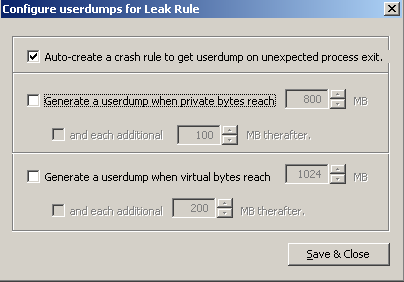 Configure userdumps for Leak Rule
Auto-create a crash rule to get userdump on unexpected process exit.
Generate a userdump when private bytes reach 800 MB
and each additional 100 MB therafter.
Generate a userdump when virtual bytes reach 1024 MB
and each additional 200 MB therafter.
Save & Close